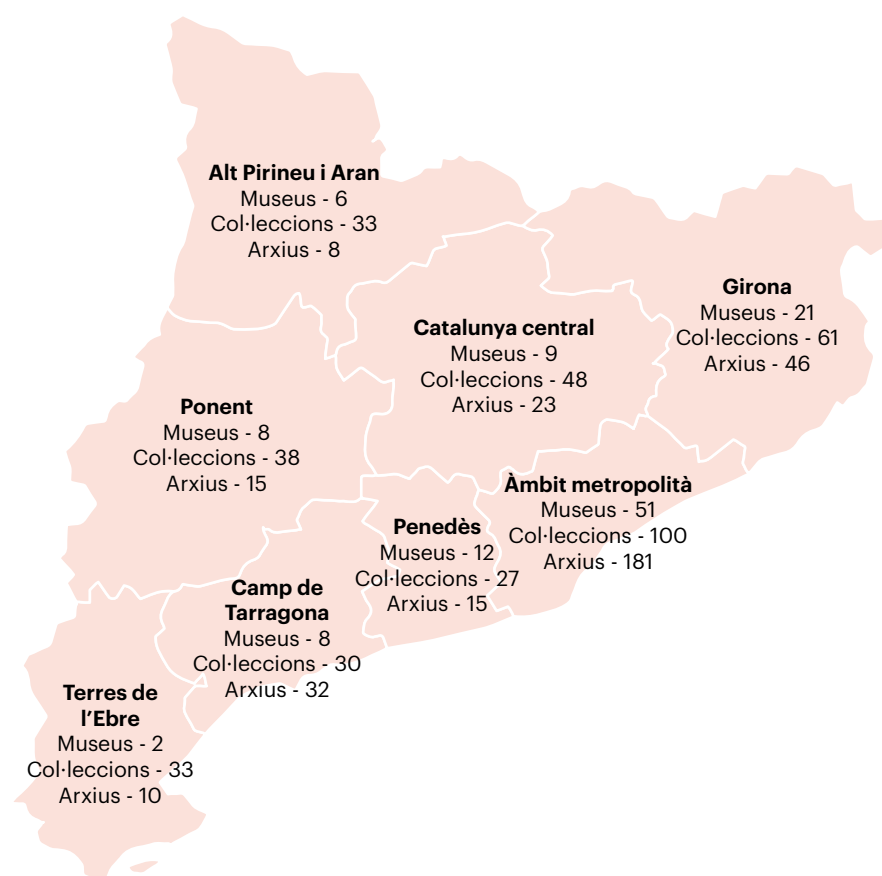 Alt Pirineu i Aran
Museus - 6
Col·leccions - 33
Arxius - 8
Girona
Museus - 21
Col·leccions - 61
Arxius - 46
Catalunya central
Museus - 9
Col·leccions - 48
Arxius - 23
Ponent
Museus - 8
Col·leccions - 38
Arxius - 15
Àmbit metropolità
Museus - 51
Col·leccions - 100
Arxius - 181
Penedès
Museus - 12
Col·leccions - 27
Arxius - 15
Camp de
Tarragona
Museus - 8
Col·leccions - 30
Arxius - 32
Terres de
l’Ebre
Museus - 2
Col·leccions - 33
Arxius - 10